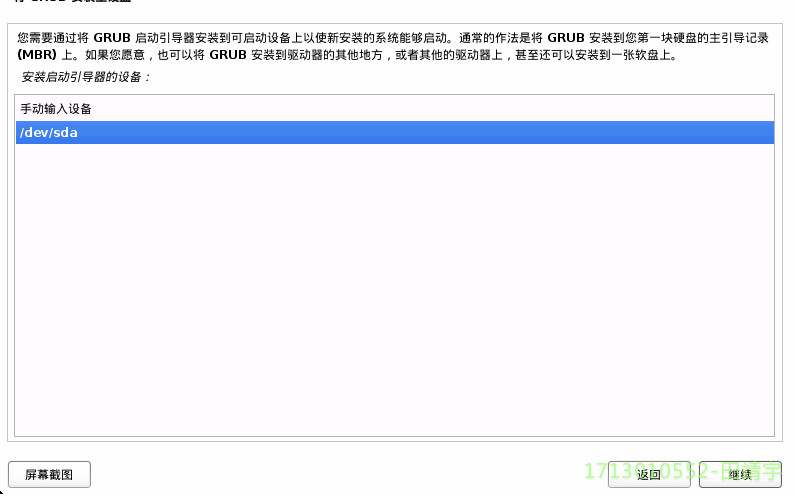 您需要通过将 GRUB 启动引导器安装到可启动设备上以使新安装的系统能够启动。通常的作法是将 GRUB 安装到您第一块硬盘的主引导记录
(MBR) 上。如果您愿意，也可以将 GRUB 安装到驱动器的其他地方，或者其他的驱动器上，甚至还可以安装到一张软盘上。
安装启动引导器的设备：
手动输入设备
/dev/sda
屏幕截图
返回
继续
1713010552-田靖宇